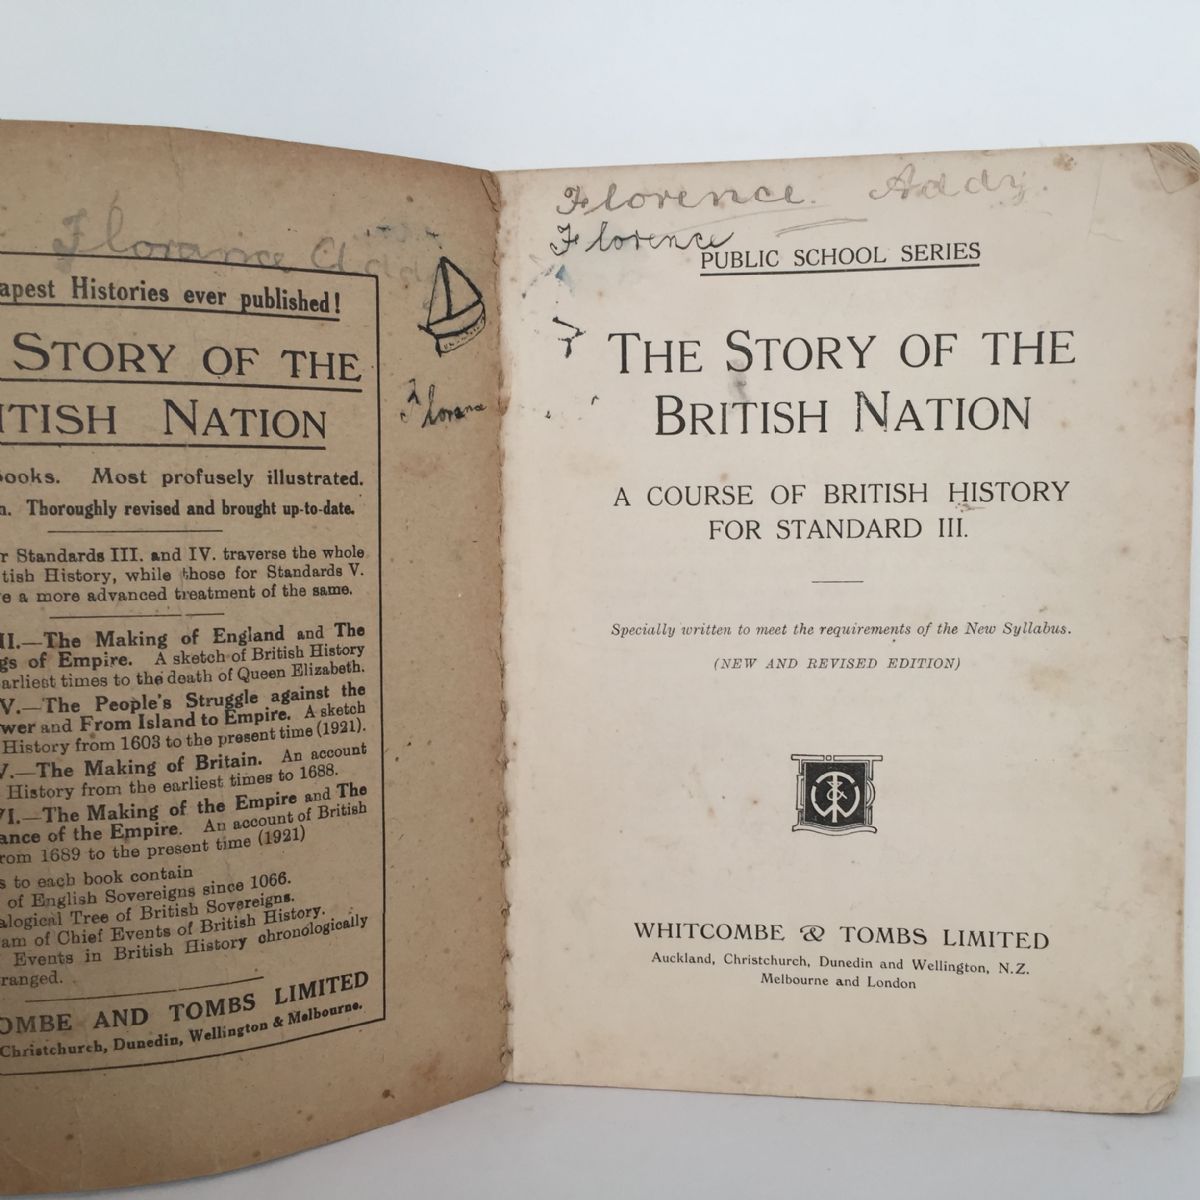 Florance Addy
apest Histories ever published!
STORY OF THE
ITISH NATION
ooks. Most profusely illustrated.
n. Thoroughly revised and brought up-to-date.
r Standards III. and IV. traverse the whole
tish History, while those for Standards V.
e a more advanced treatment of the same.
II.—The Making of England and The
gs of Empire. A sketch of British History
arliest times to the death of Queen Elizabeth.
V.—The People's Struggle against the
wer and From Island to Empire. A sketch
History from 1603 to the present time (1921).
V.—The Making of Britain. An account
History from the earliest times to 1688.
VI.—The Making of the Empire and The
ance of the Empire. An account of British
rom 1689 to the present time (1921)
s to each book contain
of English Sovereigns since 1066.
alogical Tree of British Sovereigns.
am of Chief Events of British History.
Events in British History chronologically
ranged.
OMBE AND TOMBS LIMITED
Christchurch, Dunedin, Wellington & Melbourne.
Florance
Florence. Addy.
Florence
PUBLIC SCHOOL SERIES
THE STORY OF THE
BRITISH NATION
A COURSE OF BRITISH HISTORY
FOR STANDARD III.
Specially written to meet the requirements of the New Syllabus.
(NEW AND REVISED EDITION)
WHITCOMBE & TOMBS LIMITED
Auckland, Christchurch, Dunedin and Wellington, N.Z.
Melbourne and London